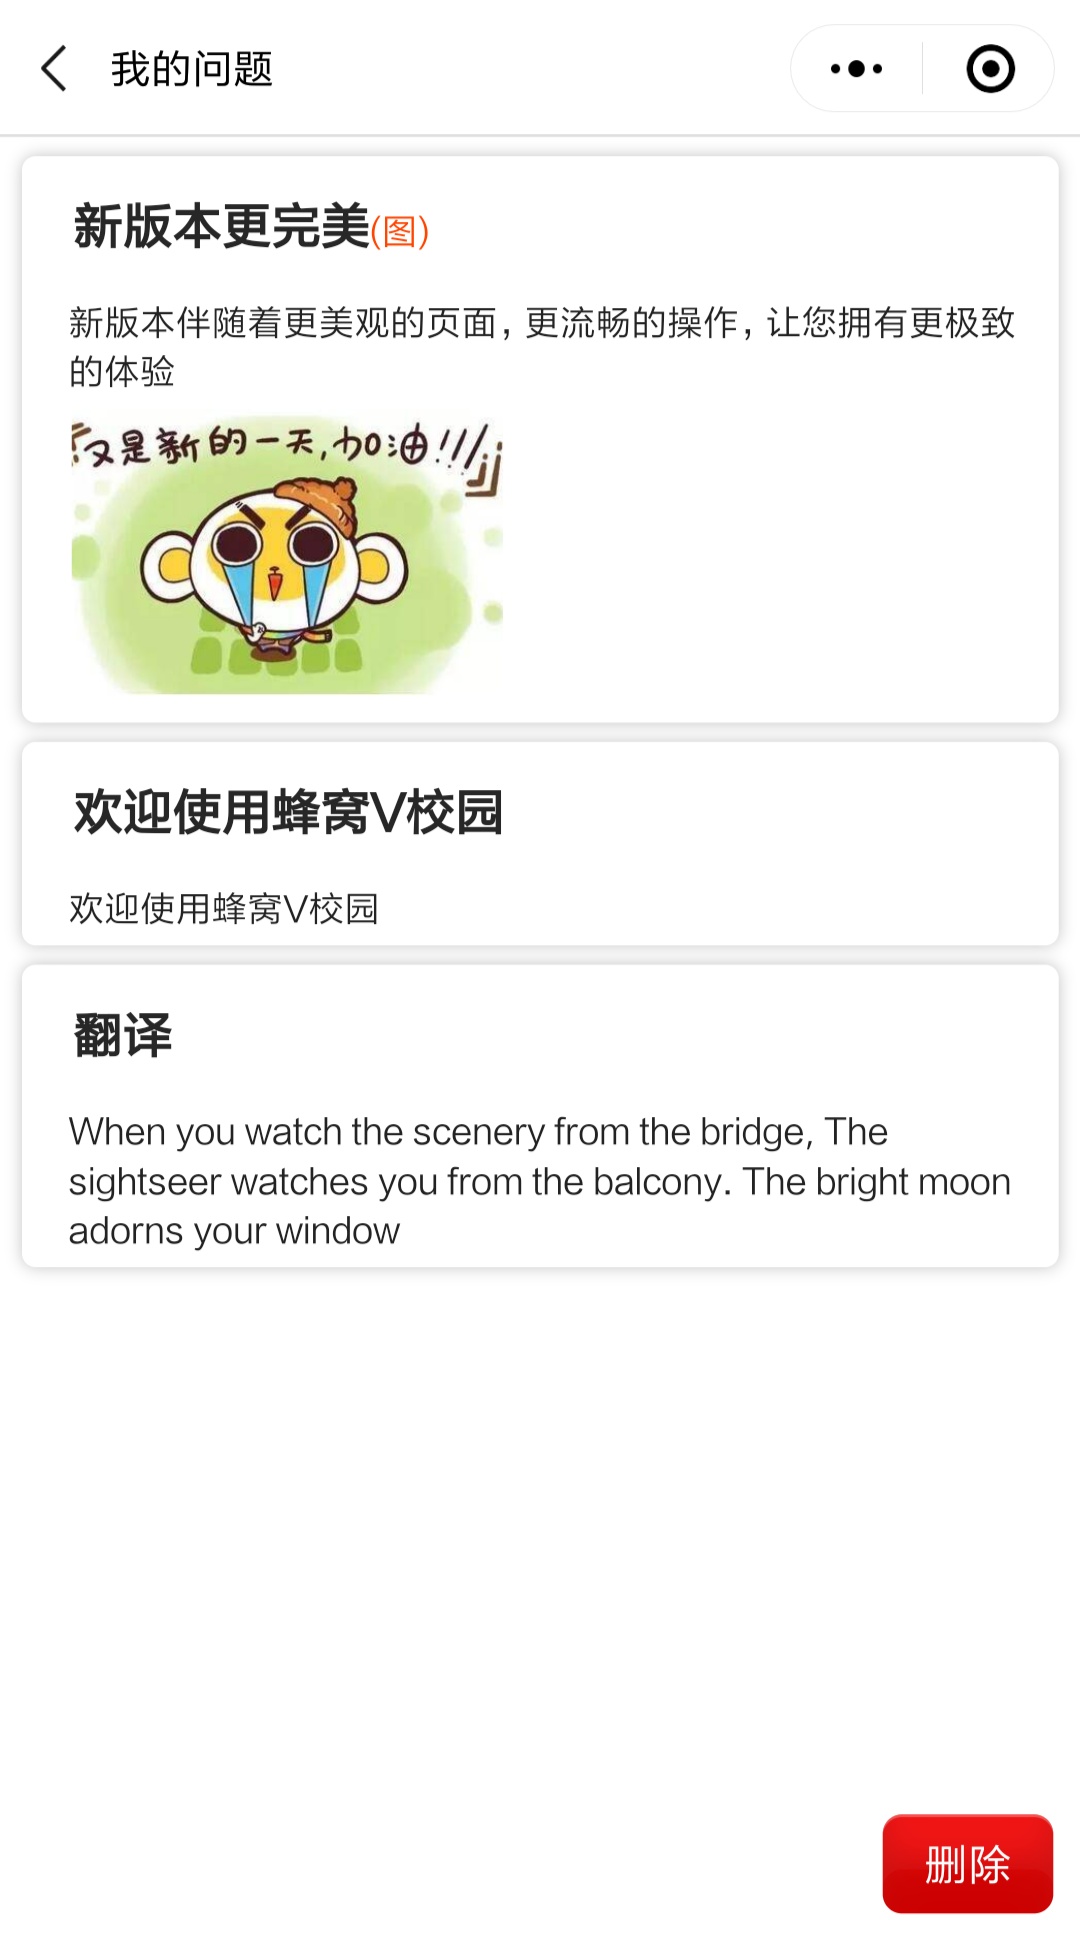 我的问题
新版本更完美(图)
新版本伴随着更美观的页面,更流畅的操作,让您拥有更极致
的体验
又是新的一天,加油!!!
欢迎使用蜂窝V校园
欢迎使用蜂窝V校园
翻译
When you watch the scenery from the bridge, The
sightseer watches you from the balcony. The bright moon
adorns your window
删除